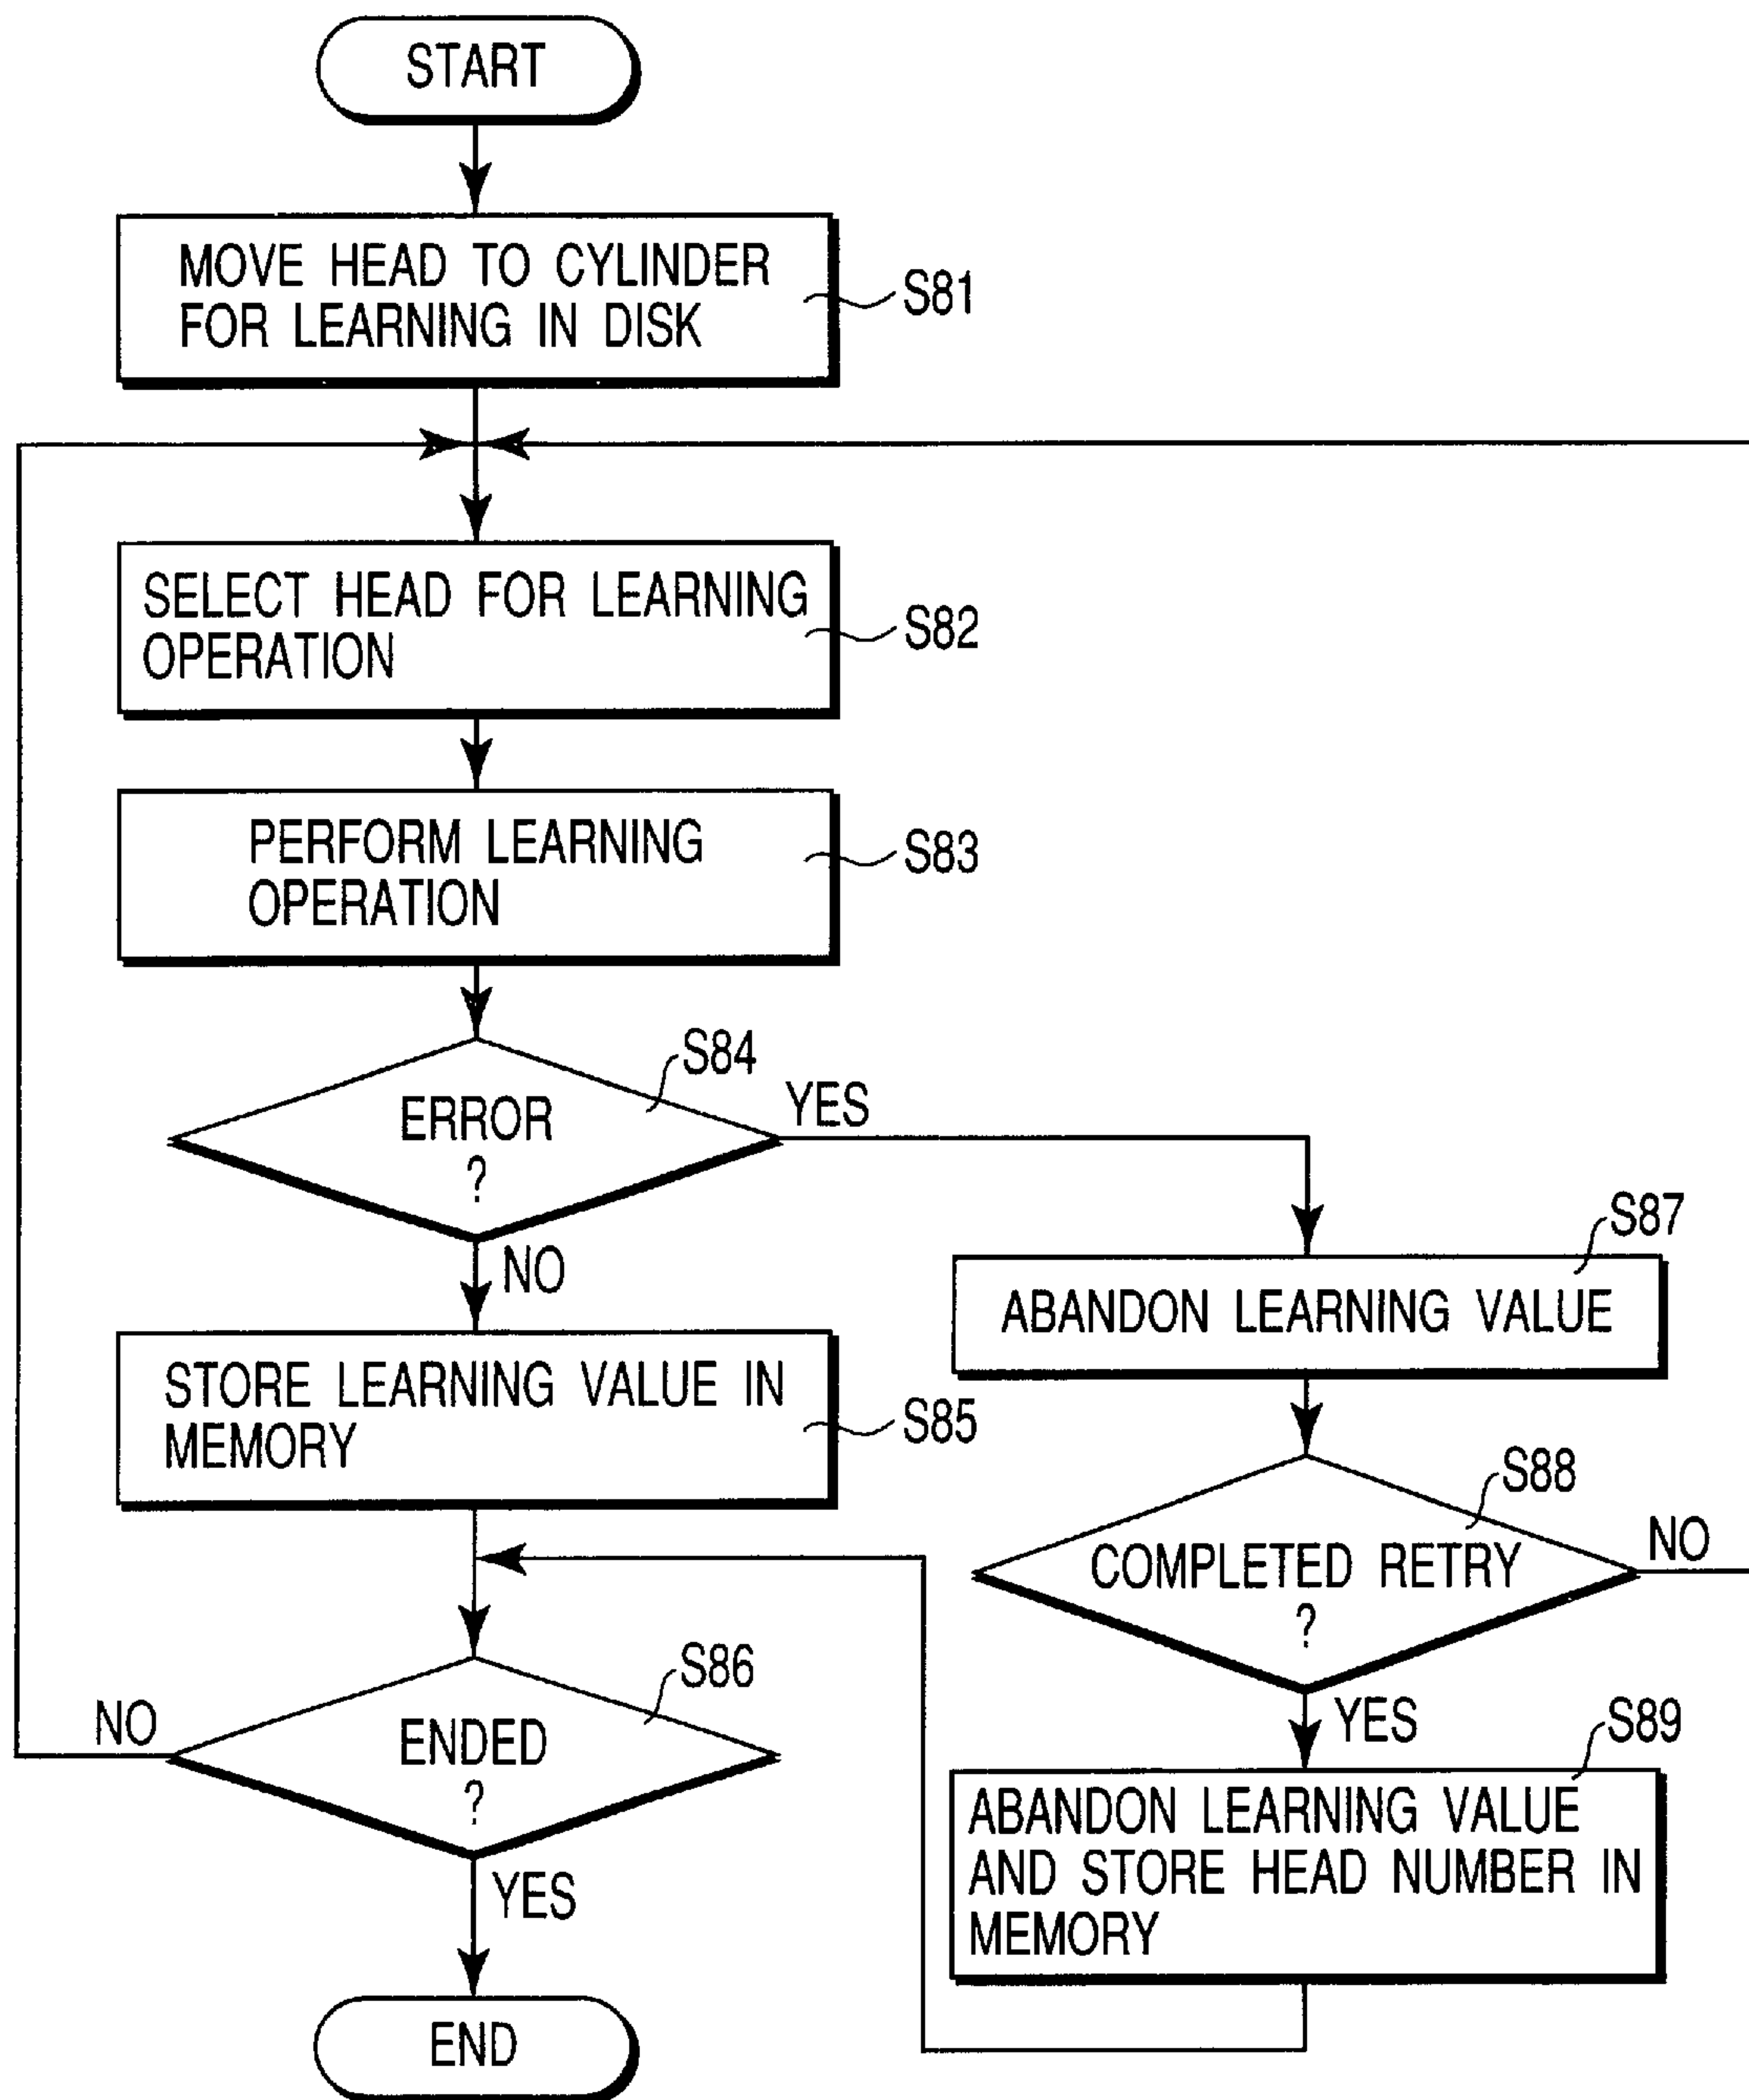 START
MOVE HEAD TO CYLINDER
FOR LEARNING IN DISK
S81
SELECT HEAD FOR LEARNING
OPERATION
S82
PERFORM LEARNING
OPERATION
S83
S84
ERROR
?
YES
NO
S87
ABANDON LEARNING VALUE
STORE LEARNING VALUE IN
MEMORY
S85
S88
COMPLETED RETRY
?
NO
YES
S86
ENDED
?
NO
YES
S89
ABANDON LEARNING VALUE
AND STORE HEAD NUMBER IN
MEMORY
END